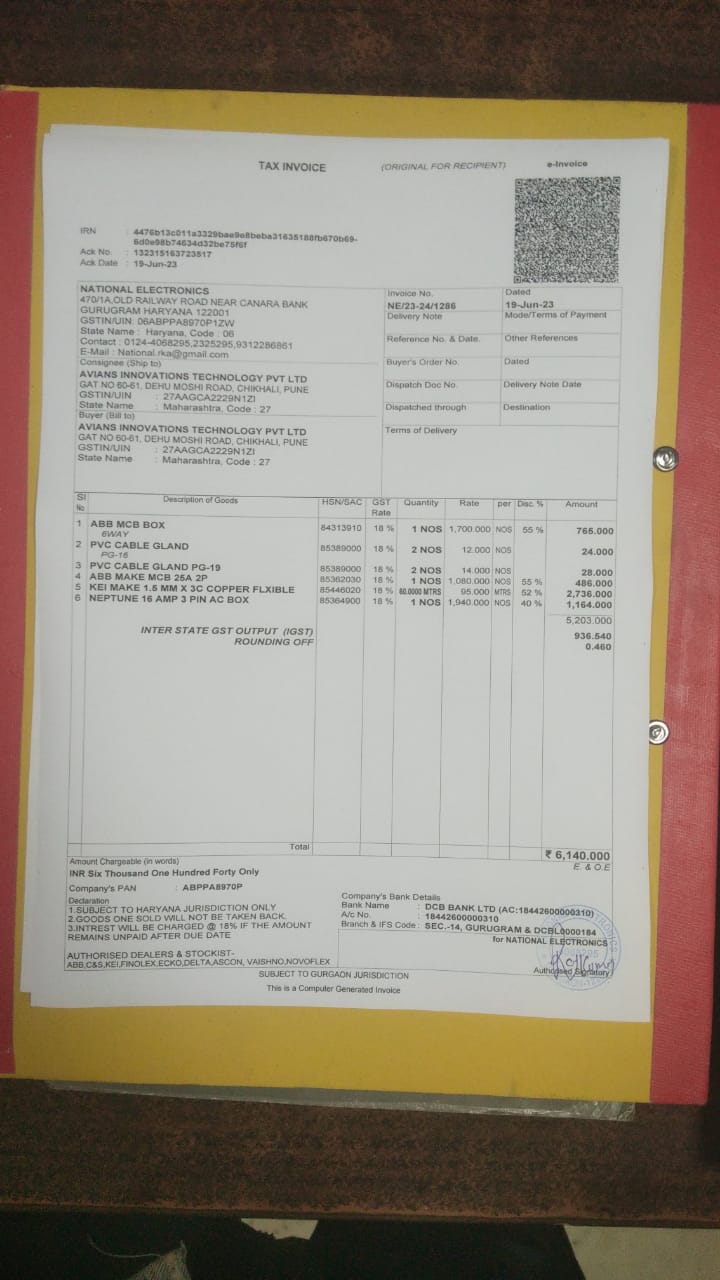 TAX INVOICE (ORIGINAL FOR RECIPIENT) e-Invoice
IRN : 4476b13c011a3329bae9e8beba31635188fb670b69-
6d0e98b74634d32be75f6f
Ack No. : 132315163723517
Ack Date : 19-Jun-23
NATIONAL ELECTRONICS
470/1A,OLD RAILWAY ROAD NEAR CANARA BANK
GURUGRAM HARYANA 122001
GSTIN/UIN: 06ABPPA8970P1ZW
State Name : Haryana, Code : 06
Contact : 0124-4068295,2325295,9312286861
E-Mail : National.rka@gmail.com
Invoice No. Dated
NE/23-24/1286 19-Jun-23
Delivery Note Mode/Terms of Payment
Reference No. & Date. Other References
Buyer's Order No. Dated
Dispatch Doc No. Delivery Note Date
Dispatched through Destination
Terms of Delivery
Consignee (Ship to)
AVIANS INNOVATIONS TECHNOLOGY PVT LTD
GAT NO 60-61, DEHU MOSHI ROAD, CHIKHALI, PUNE
GSTIN/UIN : 27AAGCA2229N1ZI
State Name : Maharashtra, Code : 27
Buyer (Bill to)
AVIANS INNOVATIONS TECHNOLOGY PVT LTD
GAT NO 60-61, DEHU MOSHI ROAD, CHIKHALI, PUNE
GSTIN/UIN : 27AAGCA2229N1ZI
State Name : Maharashtra, Code : 27
Sl No Description of Goods HSN/SAC GST Rate Quantity Rate per Disc. % Amount
1 ABB MCB BOX 84313910 18 % 1 NOS 1,700.000 NOS 55 % 765.000
6WAY
2 PVC CABLE GLAND 85389000 18 % 2 NOS 12.000 NOS 24.000
PG-16
3 PVC CABLE GLAND PG-19 85389000 18 % 2 NOS 14.000 NOS 28.000
4 ABB MAKE MCB 25A 2P 85362030 18 % 1 NOS 1,080.000 NOS 55 % 486.000
5 KEI MAKE 1.5 MM X 3C COPPER FLXIBLE 85446020 18 % 60.0000 MTRS 95.000 MTRS 52 % 2,736.000
6 NEPTUNE 16 AMP 3 PIN AC BOX 85364900 18 % 1 NOS 1,940.000 NOS 40 % 1,164.000
5,203.000
INTER STATE GST OUTPUT (IGST) 936.540
ROUNDING OFF 0.460
Total ₹ 6,140.000
Amount Chargeable (in words) E. & O.E
INR Six Thousand One Hundred Forty Only
Company's PAN : ABPPA8970P
Declaration
1.SUBJECT TO HARYANA JURISDICTION ONLY
2.GOODS ONE SOLD WILL NOT BE TAKEN BACK.
3.INTREST WILL BE CHARGED @ 18% IF THE AMOUNT
REMAINS UNPAID AFTER DUE DATE
AUTHORISED DEALERS & STOCKIST-
ABB,C&S,KEI,FINOLEX,ECKO,DELTA,ASCON, VAISHNO,NOVOFLEX
Company's Bank Details
Bank Name : DCB BANK LTD (AC:18442600000310)
A/c No. : 18442600000310
Branch & IFS Code : SEC.-14, GURUGRAM & DCBL0000184
for NATIONAL ELECTRONICS
Authorised Signatory
SUBJECT TO GURGAON JURISDICTION
This is a Computer Generated Invoice